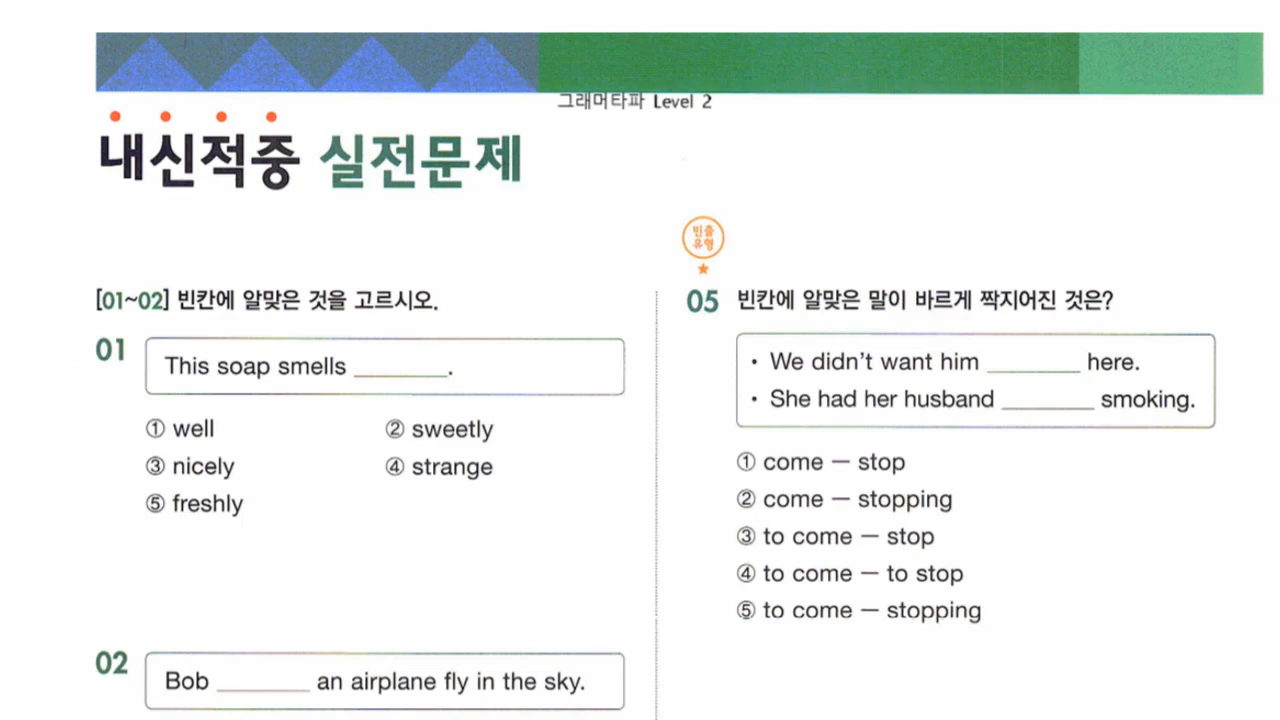 그래머타파 Level 2
내신적중 실전문제
[01~02] 빈칸에 알맞은 것을 고르시오.
01
This soap smells ________.
① well
② sweetly
③ nicely
④ strange
⑤ freshly
02
Bob ________ an airplane fly in the sky.
빈출
유형
05 빈칸에 알맞은 말이 바르게 짝지어진 것은?
• We didn't want him ________ here.
• She had her husband ________ smoking.
① come — stop
② come — stopping
③ to come — stop
④ to come — to stop
⑤ to come — stopping